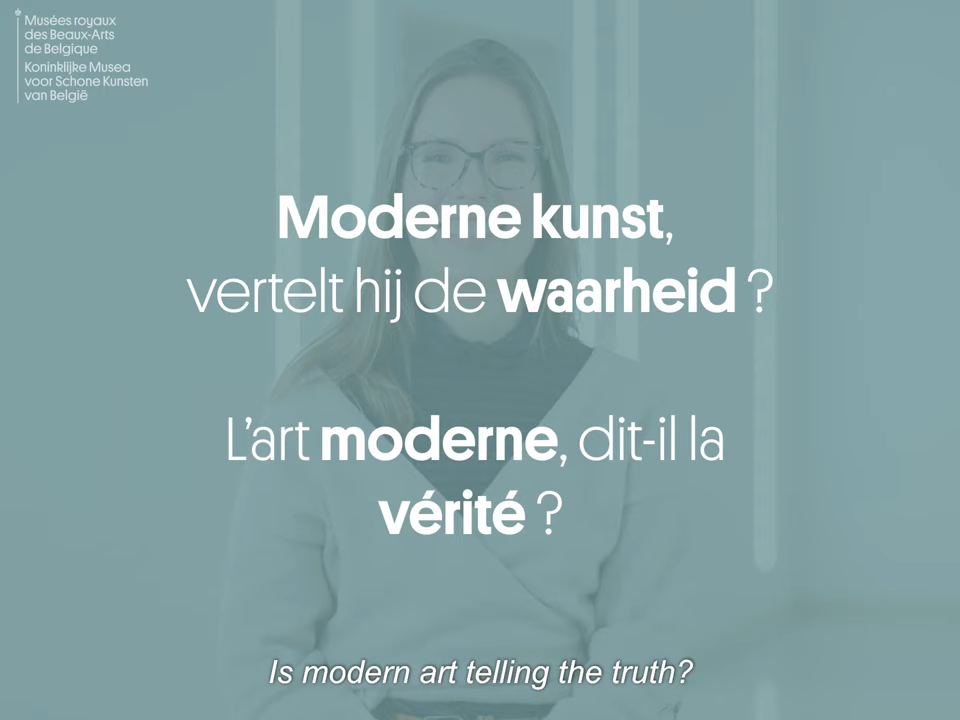 Musées royaux
des Beaux-Arts
de Belgique
Koninklijke Musea
voor Schone Kunsten
van België
Moderne kunst,
vertelt hij de waarheid ?
L'art moderne, dit-il la
vérité ?
Is modern art telling the truth?